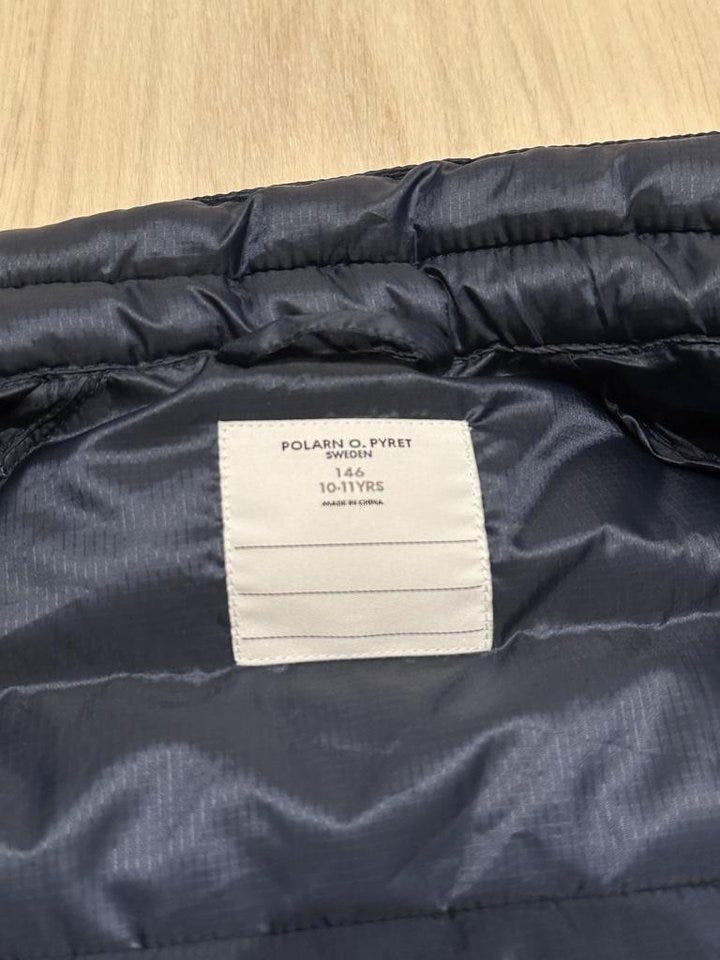 POLARN O. PYRET
SWEDEN
146
10-11YRS
MADE IN CHINA